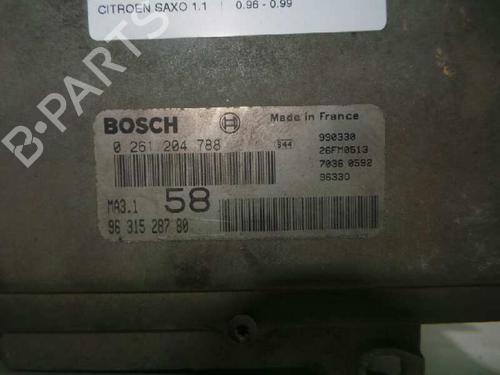 CITROEN SAXO 1.1 | 0.96 - 0.99
B-PARTS
BOSCH Made in France
0 261 204 788 944 990330
26FM0513
7036 0592
96330
MA3.1 58
96 315 287 80